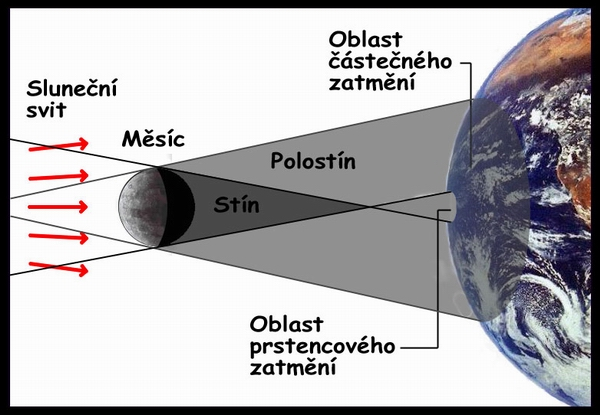 Oblast
částečného
zatmění
Sluneční
svit
Měsíc
Polostín
Stín
Oblast
prstencového
zatmění